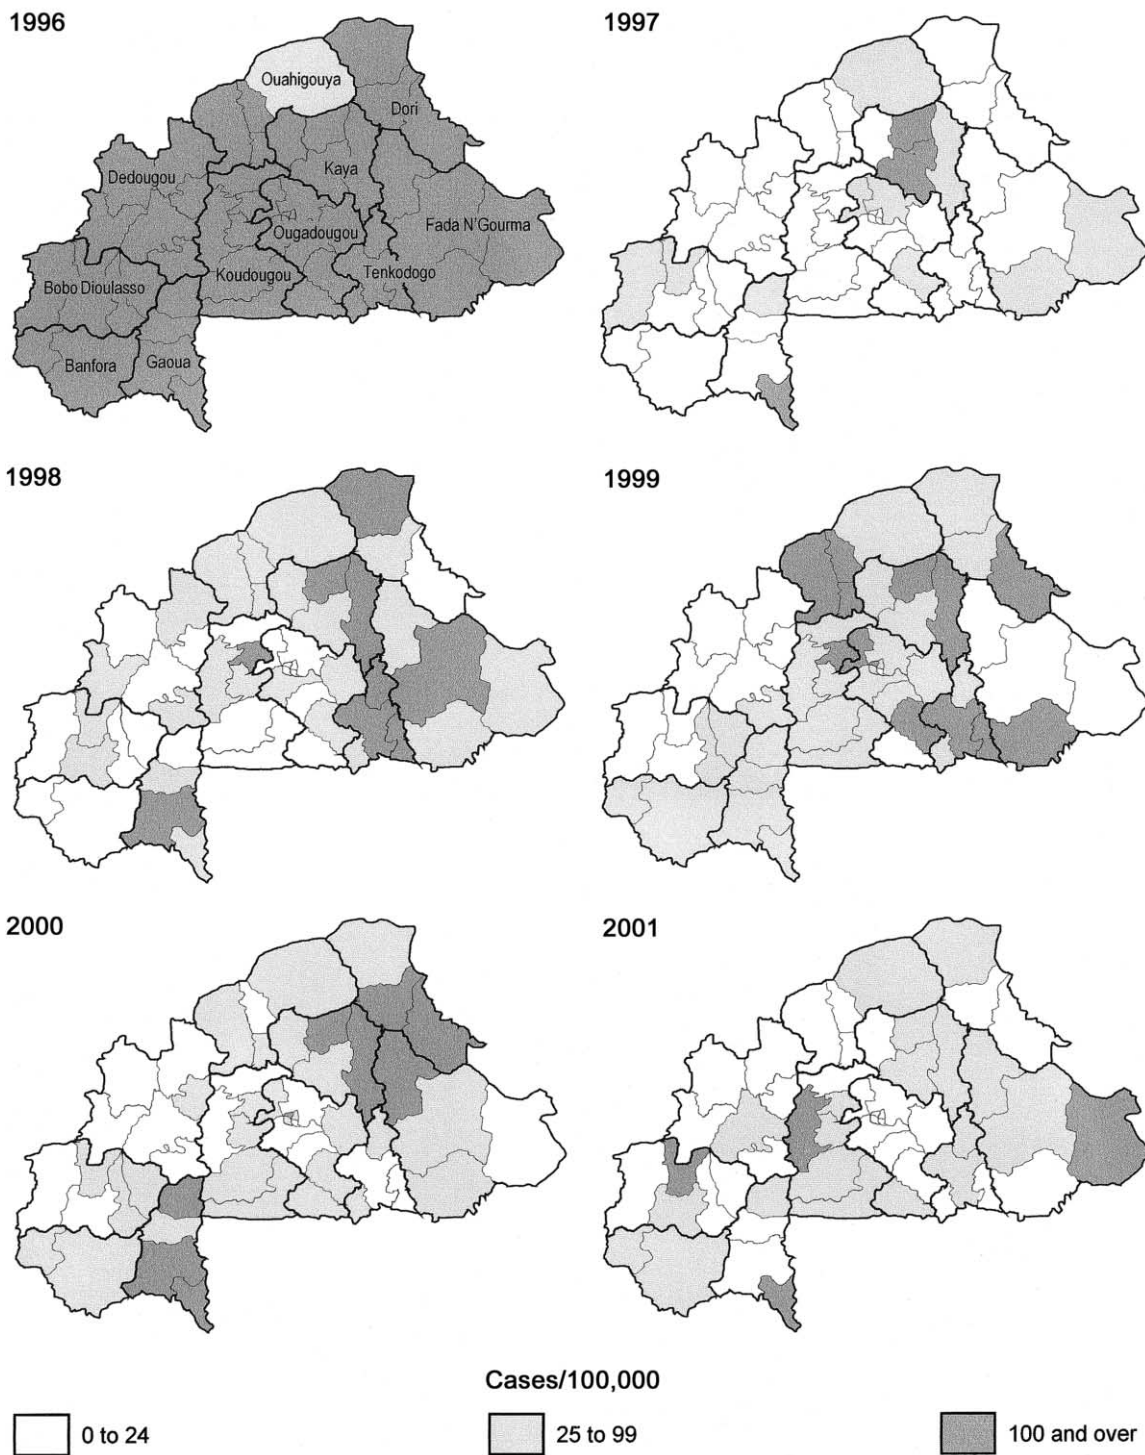 1996
1997
Ouahigouya
Dori
Dedougou
Kaya
Fada N'Gourma
Ougadougou
Bobo Dioulasso
Koudougou
Tenkodogo
Banfora
Gaoua
1998
1999
2000
2001
Cases/100,000
0 to 24
25 to 99
100 and over